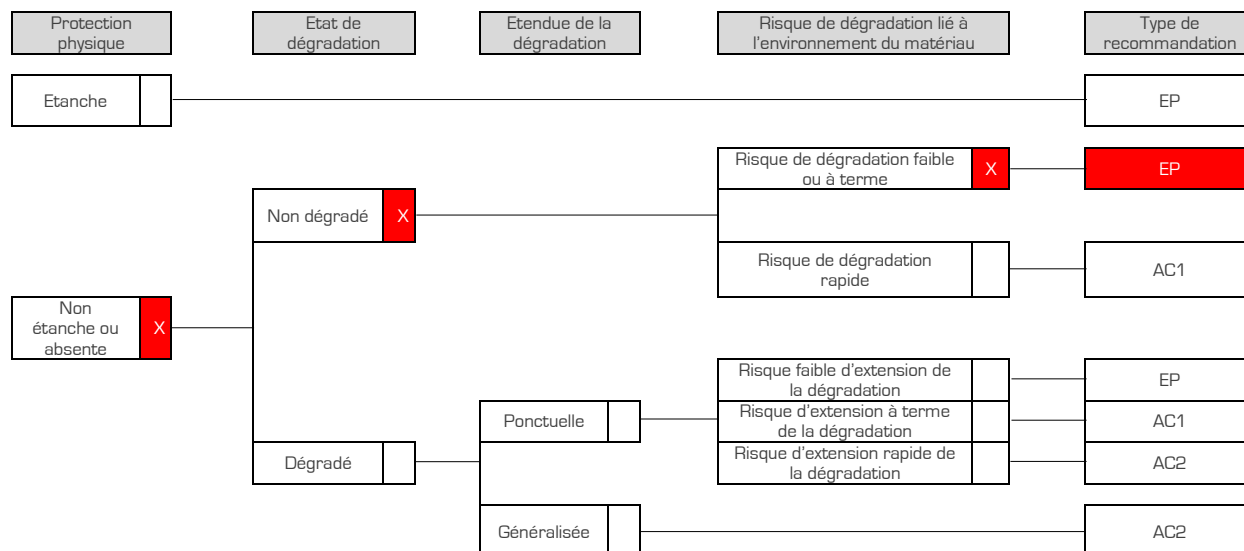 Protection
physique
Etat de
dégradation
Etendue de la
dégradation
Risque de dégradation lié à
l'environnement du matériau
Type de
recommandation
Etanche
EP
Risque de dégradation faible
ou à terme
X
EP
Non dégradé
X
Risque de dégradation
rapide
AC1
Non
étanche ou
absente
X
Risque faible d'extension de
la dégradation
EP
Ponctuelle
Risque d'extension à terme
de la dégradation
AC1
Dégradé
Risque d'extension rapide de
la dégradation
AC2
Généralisée
AC2